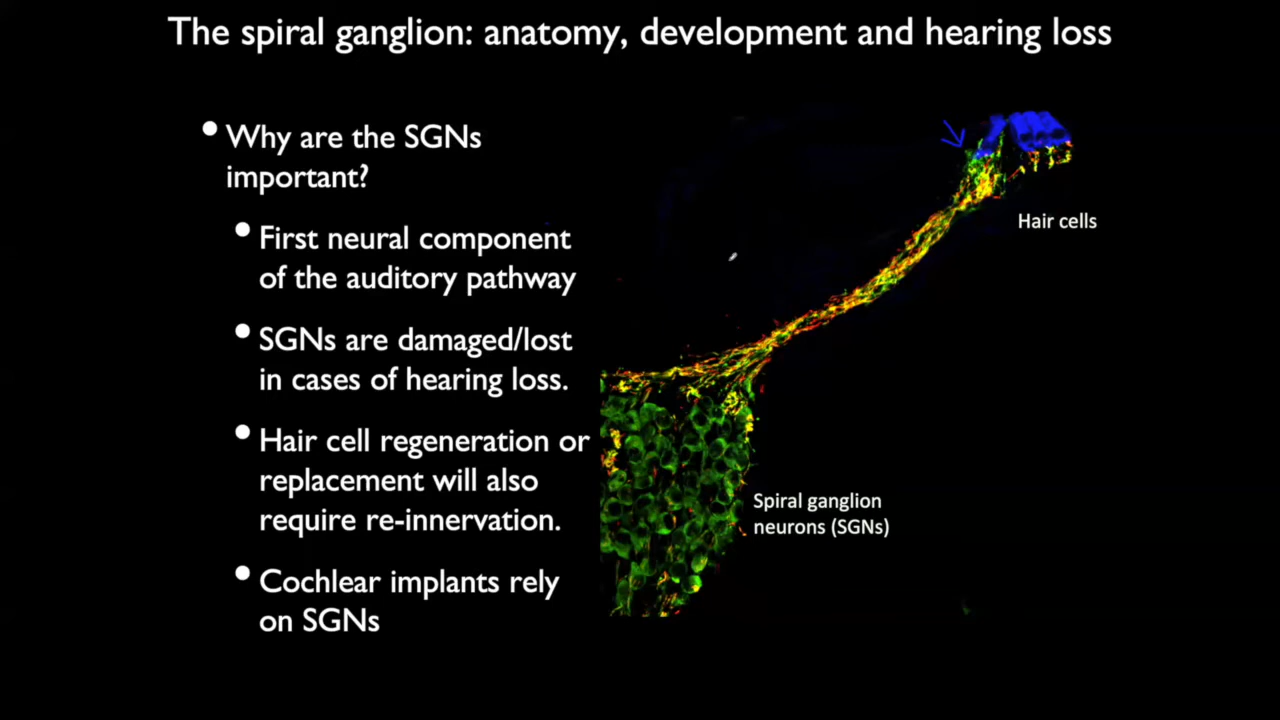 The spiral ganglion: anatomy, development and hearing loss
• Why are the SGNs
important?
• First neural component
of the auditory pathway
• SGNs are damaged/lost
in cases of hearing loss.
• Hair cell regeneration or
replacement will also
require re-innervation.
• Cochlear implants rely
on SGNs
Hair cells
Spiral ganglion
neurons (SGNs)